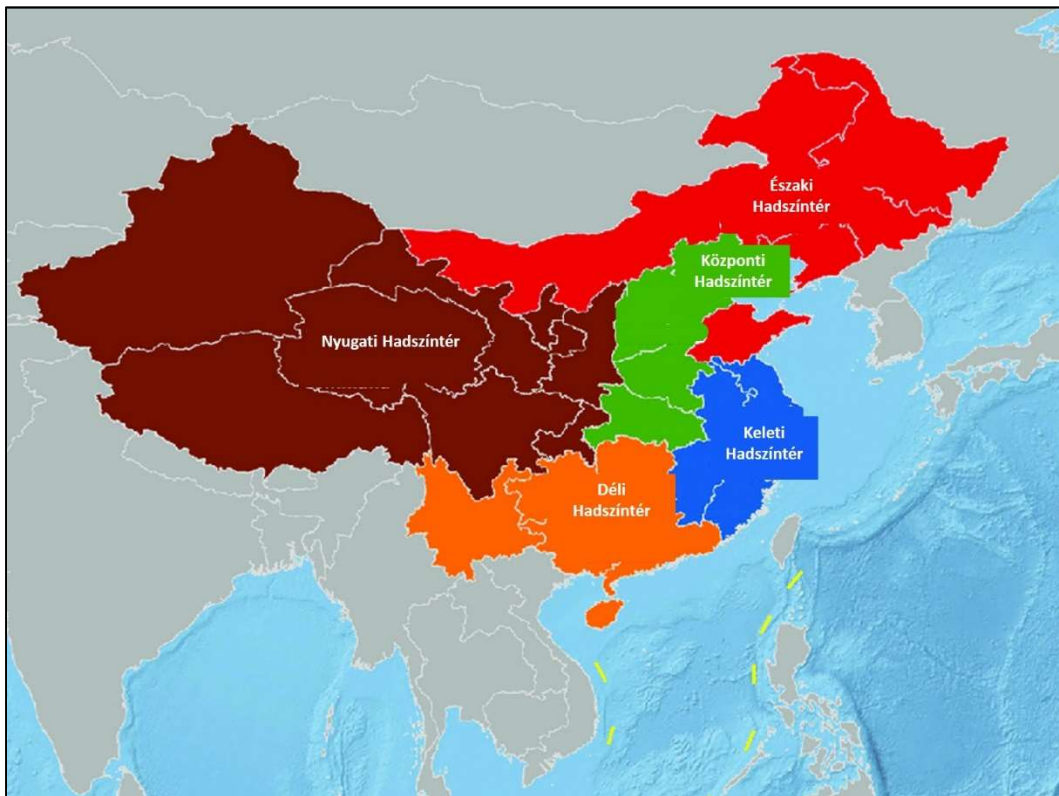 Északi
Hadszíntér
Központi
Hadszíntér
Nyugati Hadszíntér
Keleti
Hadszíntér
Déli
Hadszíntér